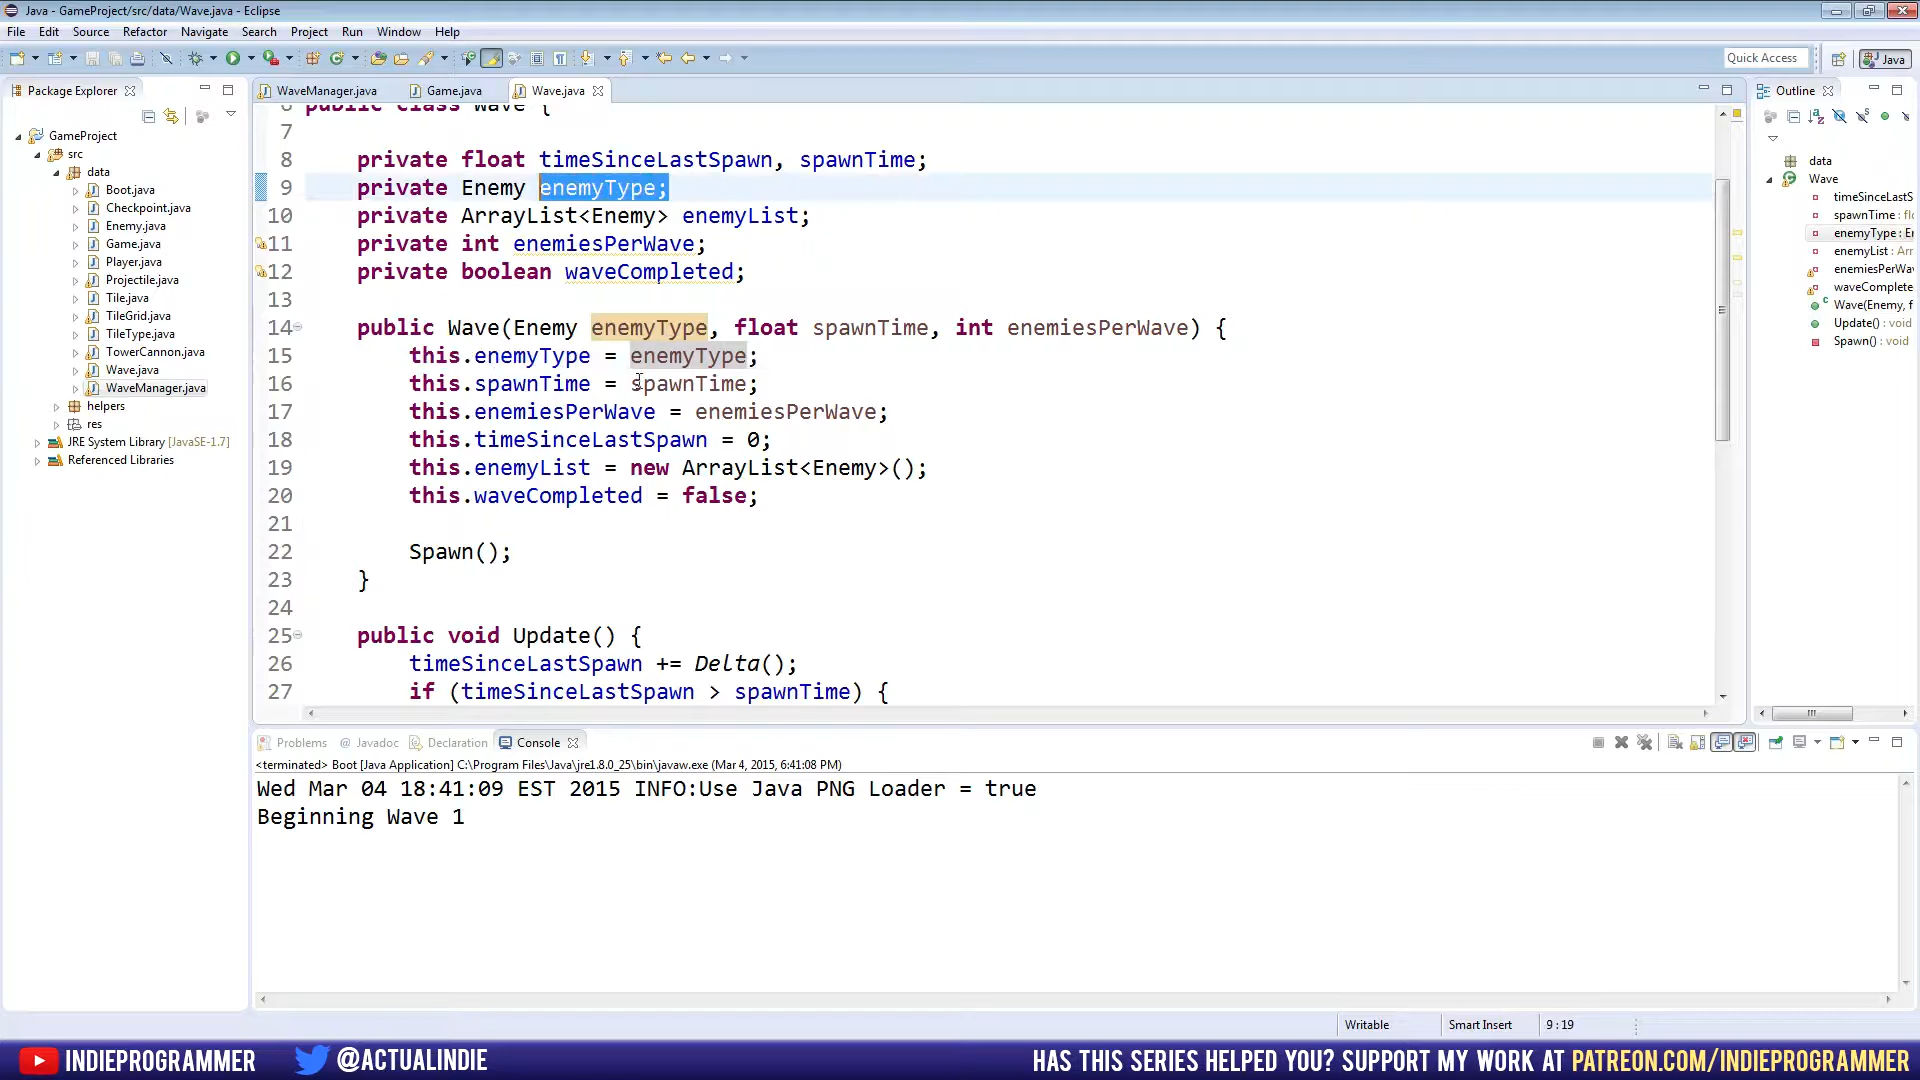 Java - GameProject/src/data/Wave.java - Eclipse
File Edit Source Refactor Navigate Search Project Run Window Help
Quick Access
Java
Package Explorer
GameProject
src
data
Boot.java
Checkpoint.java
Enemy.java
Game.java
Player.java
Projectile.java
Tile.java
TileGrid.java
TileType.java
TowerCannon.java
Wave.java
WaveManager.java
helpers
res
JRE System Library [JavaSE-1.7]
Referenced Libraries
WaveManager.java Game.java Wave.java
6 public class Wave {
7
8 private float timeSinceLastSpawn, spawnTime;
9 private Enemy enemyType;
10 private ArrayList<Enemy> enemyList;
11 private int enemiesPerWave;
12 private boolean waveCompleted;
13
14 public Wave(Enemy enemyType, float spawnTime, int enemiesPerWave) {
15 this.enemyType = enemyType;
16 this.spawnTime = spawnTime;
17 this.enemiesPerWave = enemiesPerWave;
18 this.timeSinceLastSpawn = 0;
19 this.enemyList = new ArrayList<Enemy>();
20 this.waveCompleted = false;
21
22 Spawn();
23 }
24
25 public void Update() {
26 timeSinceLastSpawn += Delta();
27 if (timeSinceLastSpawn > spawnTime) {
Outline
data
Wave
timeSinceLastS
spawnTime : flo
enemyType : En
enemyList : Arr
enemiesPerWav
waveComplete
Wave(Enemy, f
Update() : void
Spawn() : void
Problems @ Javadoc Declaration Console
<terminated> Boot [Java Application] C:\Program Files\Java\jre1.8.0_25\bin\javaw.exe (Mar 4, 2015, 6:41:08 PM)
Wed Mar 04 18:41:09 EST 2015 INFO:Use Java PNG Loader = true
Beginning Wave 1
Writable Smart Insert 9 : 19
INDIEPROGRAMMER @ACTUALINDIE HAS THIS SERIES HELPED YOU? SUPPORT MY WORK AT PATREON.COM/INDIEPROGRAMMER